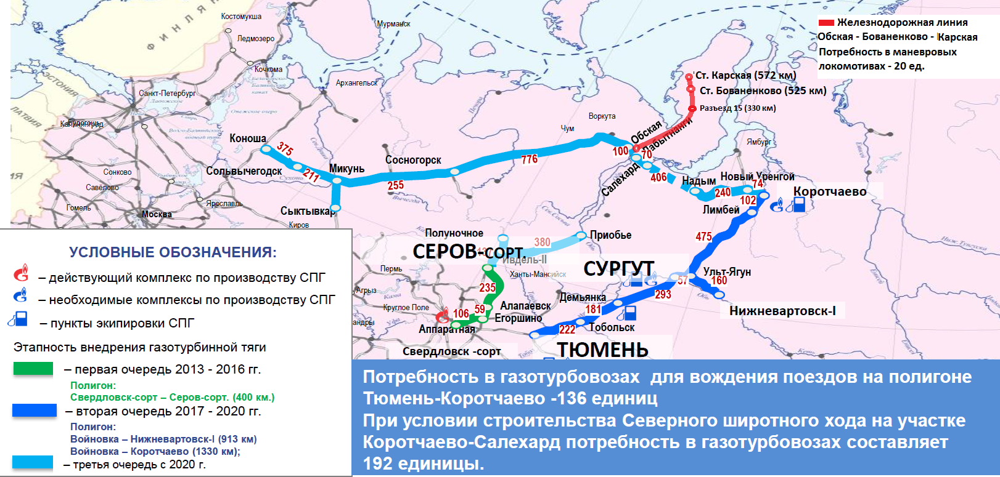 ФИНЛЯН
Костомукша
Ледмозеро
Кочкома
Мурманск
Архангельск
ЭСТОНИЯ
ЛАТВИЯ
Санкт-Петербург
Сонково
Савёлово
Ярославль
Гомель
Москва
Киров
Коноша
375
Сольвычегодск
211
Микунь
255
Сыктывкар
Сосногорск
776
Чум
Воркута
100
Обская
Лабытнанги
70
Салехард
406
Надым
240
Новый Уренгой
74
Ямбург
102
Коротчаево
Лимбей
475
Железнодорожная линия
Обская - Бованенково - Карская
Потребность в маневровых
локомотивах - 20 ед.
Ст. Карская (572 км)
Ст. Бованенково (525 км)
Разъезд 15 (330 км)
Полуночное
380
Приобье
СЕРОВ-СОРТ.
Ивдель-II
Ханты-Мансийск
СУРГУТ
57
Ульт-Ягун
160
Нижневартовск-I
293
Демьянка
181
Тобольск
222
ТЮМЕНЬ
Пермь
Агрыз
Круглое Поле
235
59
106
Алапаевск
Егоршино
Аппаратная
Свердловск -сорт
УСЛОВНЫЕ ОБОЗНАЧЕНИЯ:
– действующий комплекс по производству СПГ
– необходимые комплексы по производству СПГ
– пункты экипировки СПГ
Этапность внедрения газотурбинной тяги
– первая очередь 2013 - 2016 гг.
Полигон:
Свердловск-сорт – Серов-сорт. (400 км.)
– вторая очередь 2017 - 2020 гг.
Полигон:
Войновка – Нижневартовск-I (913 км)
Войновка – Коротчаево (1330 км);
– третья очередь с 2020 г.
Потребность в газотурбовозах для вождения поездов на полигоне
Тюмень-Коротчаево -136 единиц
При условии строительства Северного широтного хода на участке
Коротчаево-Салехард потребность в газотурбовозах составляет
192 единицы.